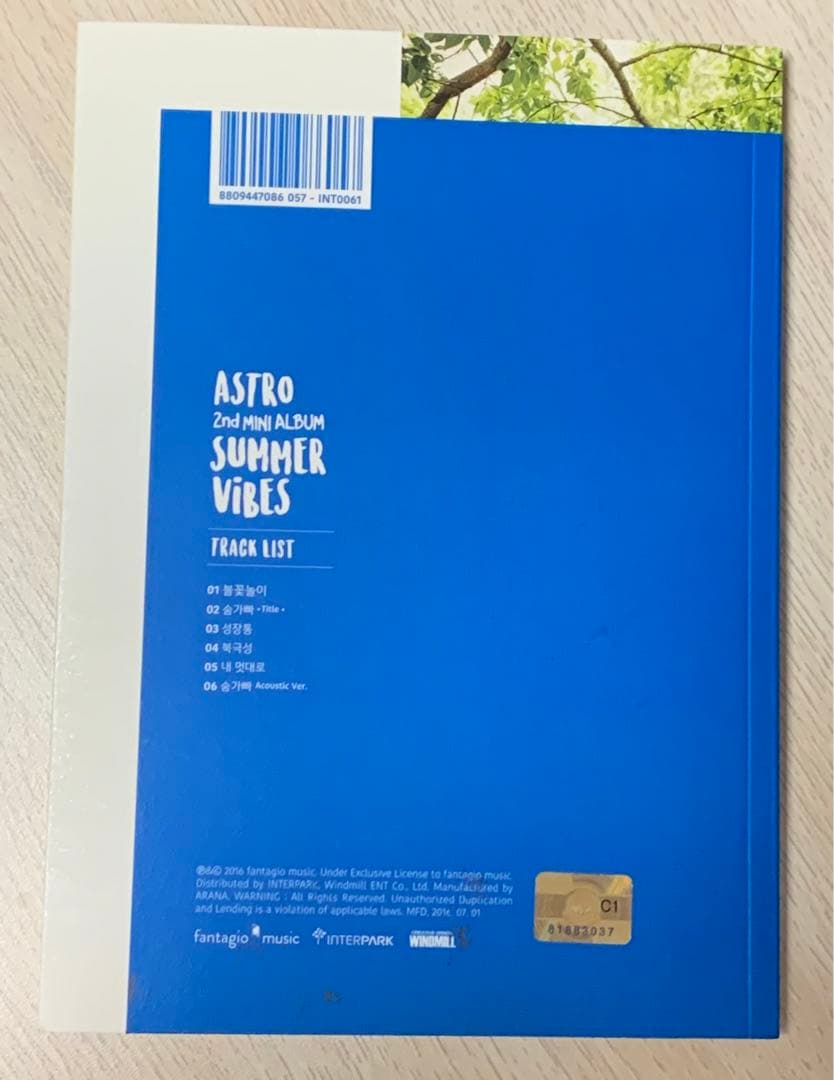 8809447086 057 - INT0061
ASTRO
2nd MINI ALBUM
SUMMER
ViBES
TRACK LIST
01 불꽃놀이
02 숨가빠 • Title •
03 성장통
04 북극성
05 내 멋대로
06 숨가빠 Acoustic Ver.
℗&© 2016 fantagio music. Under Exclusive License to fantagio music.
Distributed by INTERPARK, Windmill ENT Co., Ltd. Manufactured by
ARANA. WARNING : All Rights Reserved. Unauthorized Duplication
and Lending is a violation of applicable laws. MFD. 2016. 07. 01
fantagio music INTERPARK WINDMILL
C1
81882037